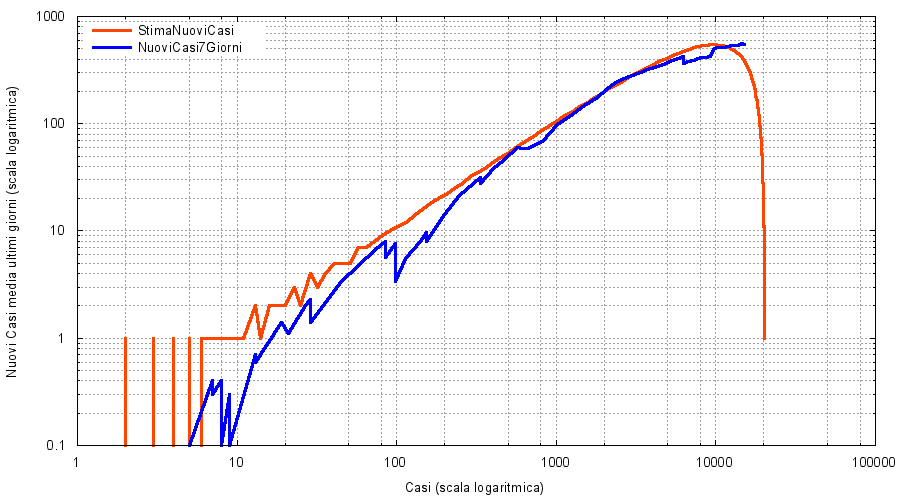 1000
StimaNuoviCasi
NuoviCasi7Giorni
100
10
1
0.1
Nuovi Casi media ultimi giorni (scala logaritmica)
1 10 100 1000 10000 100000
Casi (scala logaritmica)